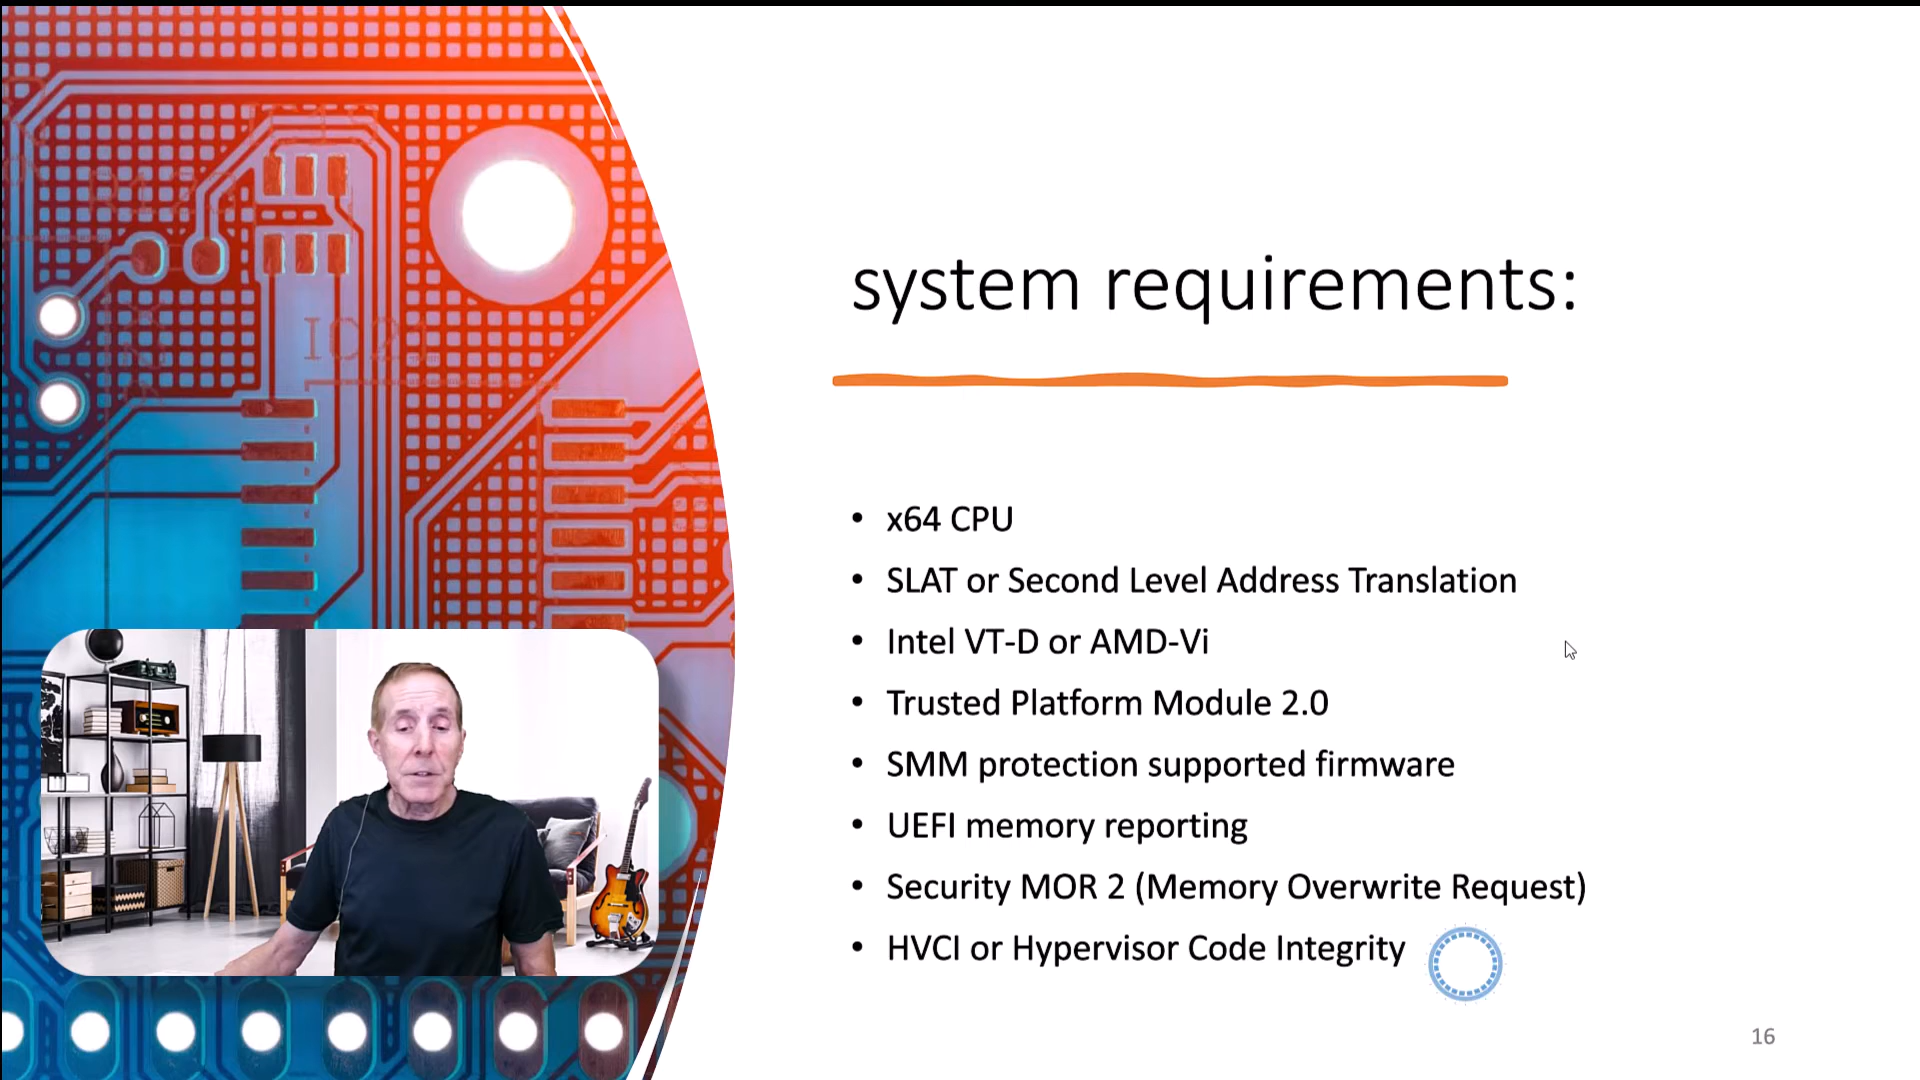 system requirements:
• x64 CPU
• SLAT or Second Level Address Translation
• Intel VT-D or AMD-Vi
• Trusted Platform Module 2.0
• SMM protection supported firmware
• UEFI memory reporting
• Security MOR 2 (Memory Overwrite Request)
• HVCI or Hypervisor Code Integrity
16